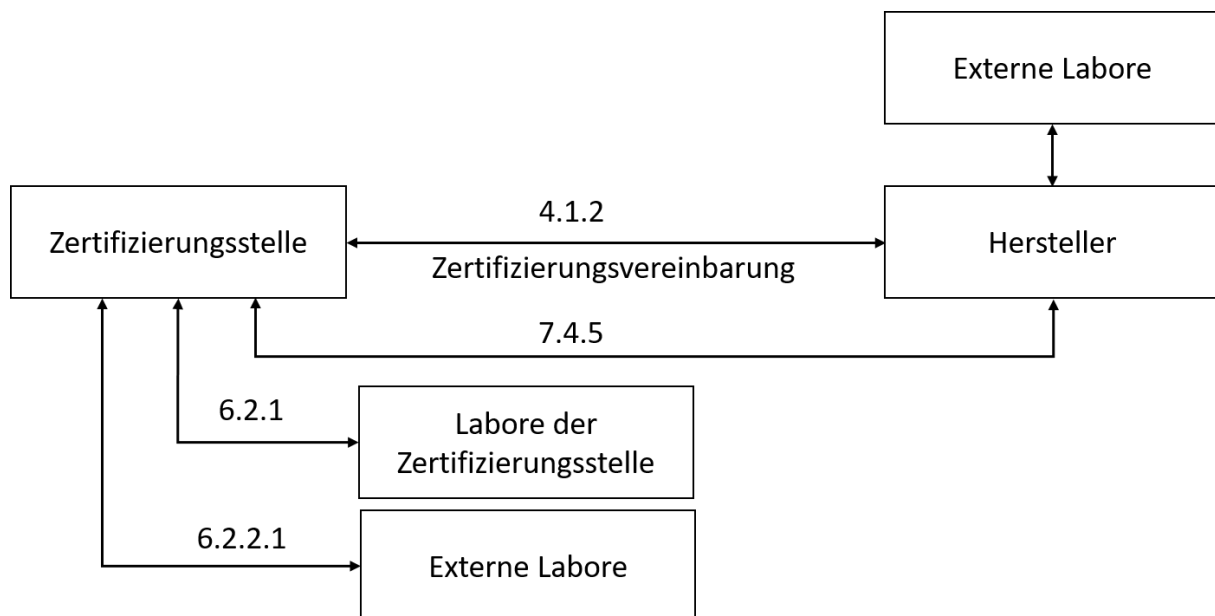 Externe Labore
4.1.2
Zertifizierungsstelle
Hersteller
Zertifizierungsvereinbarung
7.4.5
6.2.1
Labore der
Zertifizierungsstelle
6.2.2.1
Externe Labore